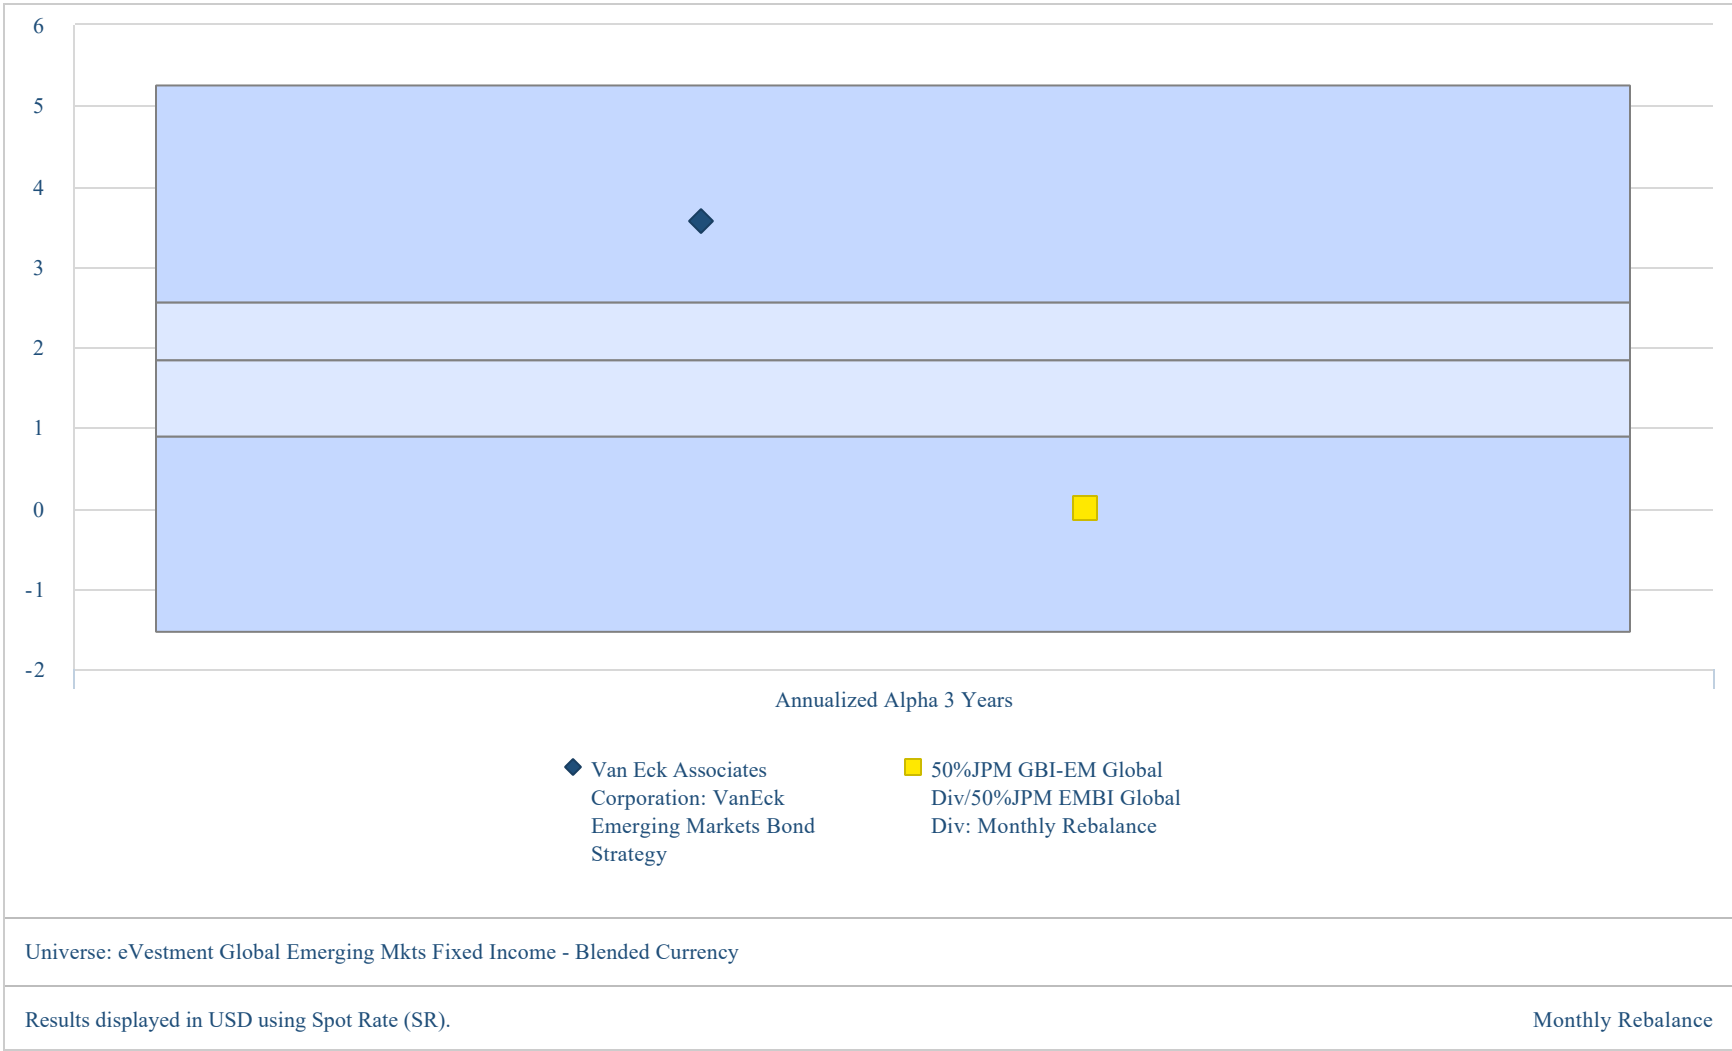 6
5
4
3
2
1
0
-1
-2
Annualized Alpha 3 Years
Van Eck Associates
Corporation: VanEck
Emerging Markets Bond
Strategy
50%JPM GBI-EM Global
Div/50%JPM EMBI Global
Div: Monthly Rebalance
Universe: eVestment Global Emerging Mkts Fixed Income - Blended Currency
Results displayed in USD using Spot Rate (SR).
Monthly Rebalance